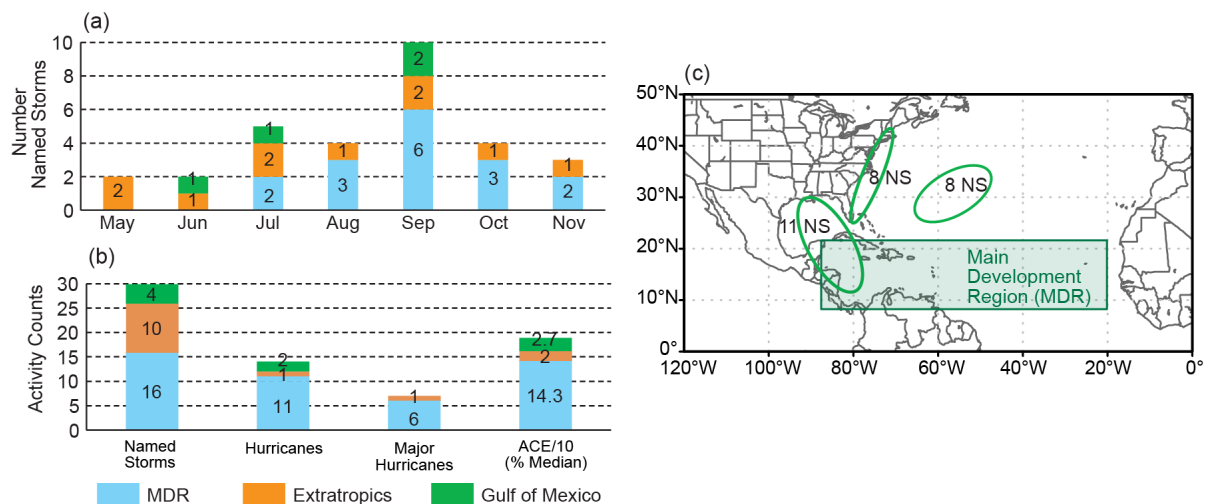 (a)
Number
Named Storms
10
8
6
4
2
0
2
1
1
1
2
2
1
3
2
2
6
1
3
1
2
May Jun Jul Aug Sep Oct Nov
(b)
Activity Counts
30
25
20
15
10
5
0
4
10
16
2
1
11
1
6
2.7
2
14.3
Named
Storms
Hurricanes
Major
Hurricanes
ACE/10
(% Median)
MDR Extratropics Gulf of Mexico
(c)
50°N
40°N
30°N
20°N
10°N
0°
8 NS
8 NS
11 NS
Main
Development
Region (MDR)
120°W 100°W 80°W 60°W 40°W 20°W 0°